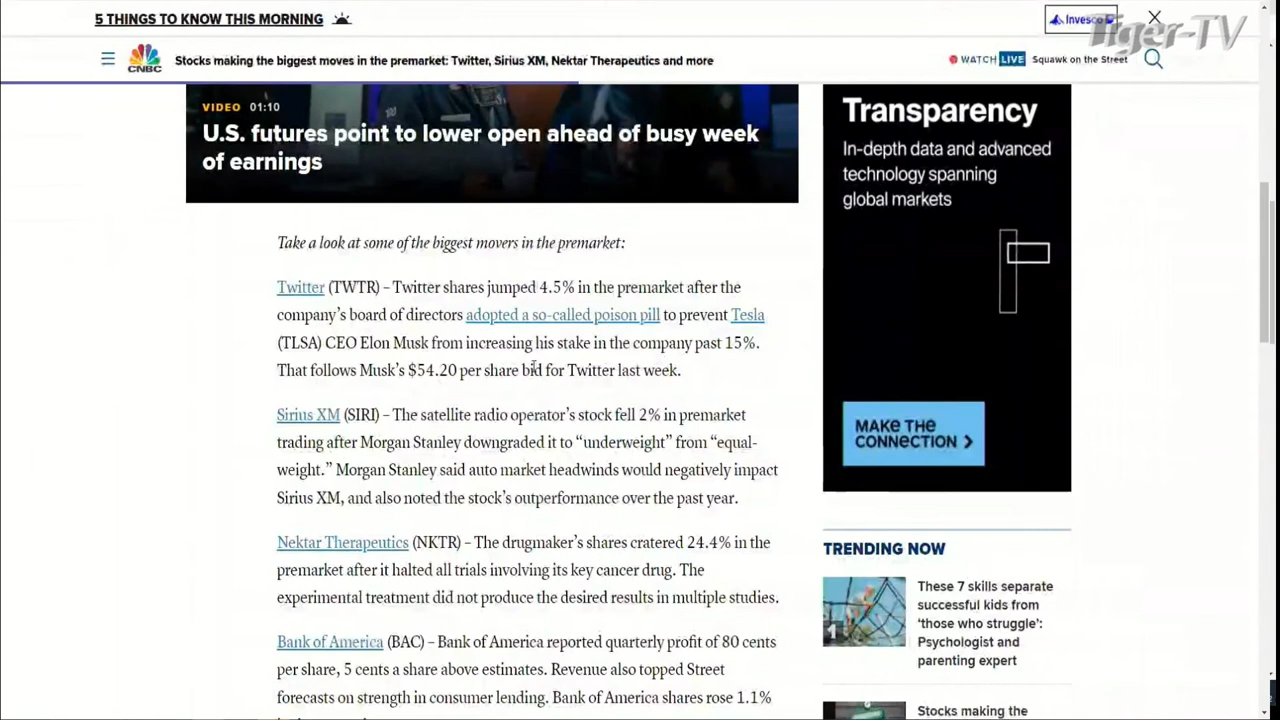 5 THINGS TO KNOW THIS MORNING
Invesco
Tiger-TV
CNBC
Stocks making the biggest moves in the premarket: Twitter, Sirius XM, Nektar Therapeutics and more
WATCH LIVE Squawk on the Street
VIDEO 01:10
U.S. futures point to lower open ahead of busy week
of earnings
Take a look at some of the biggest movers in the premarket:
Twitter (TWTR) – Twitter shares jumped 4.5% in the premarket after the
company’s board of directors adopted a so-called poison pill to prevent Tesla
(TLSA) CEO Elon Musk from increasing his stake in the company past 15%.
That follows Musk’s $54.20 per share bid for Twitter last week.
Sirius XM (SIRI) – The satellite radio operator’s stock fell 2% in premarket
trading after Morgan Stanley downgraded it to “underweight” from “equal-
weight.” Morgan Stanley said auto market headwinds would negatively impact
Sirius XM, and also noted the stock’s outperformance over the past year.
Nektar Therapeutics (NKTR) – The drugmaker’s shares cratered 24.4% in the
premarket after it halted all trials involving its key cancer drug. The
experimental treatment did not produce the desired results in multiple studies.
Bank of America (BAC) – Bank of America reported quarterly profit of 80 cents
per share, 5 cents a share above estimates. Revenue also topped Street
forecasts on strength in consumer lending. Bank of America shares rose 1.1%
Transparency
In-depth data and advanced
technology spanning
global markets
MAKE THE
CONNECTION
TRENDING NOW
1
These 7 skills separate
successful kids from
‘those who struggle’:
Psychologist and
parenting expert
Stocks making the